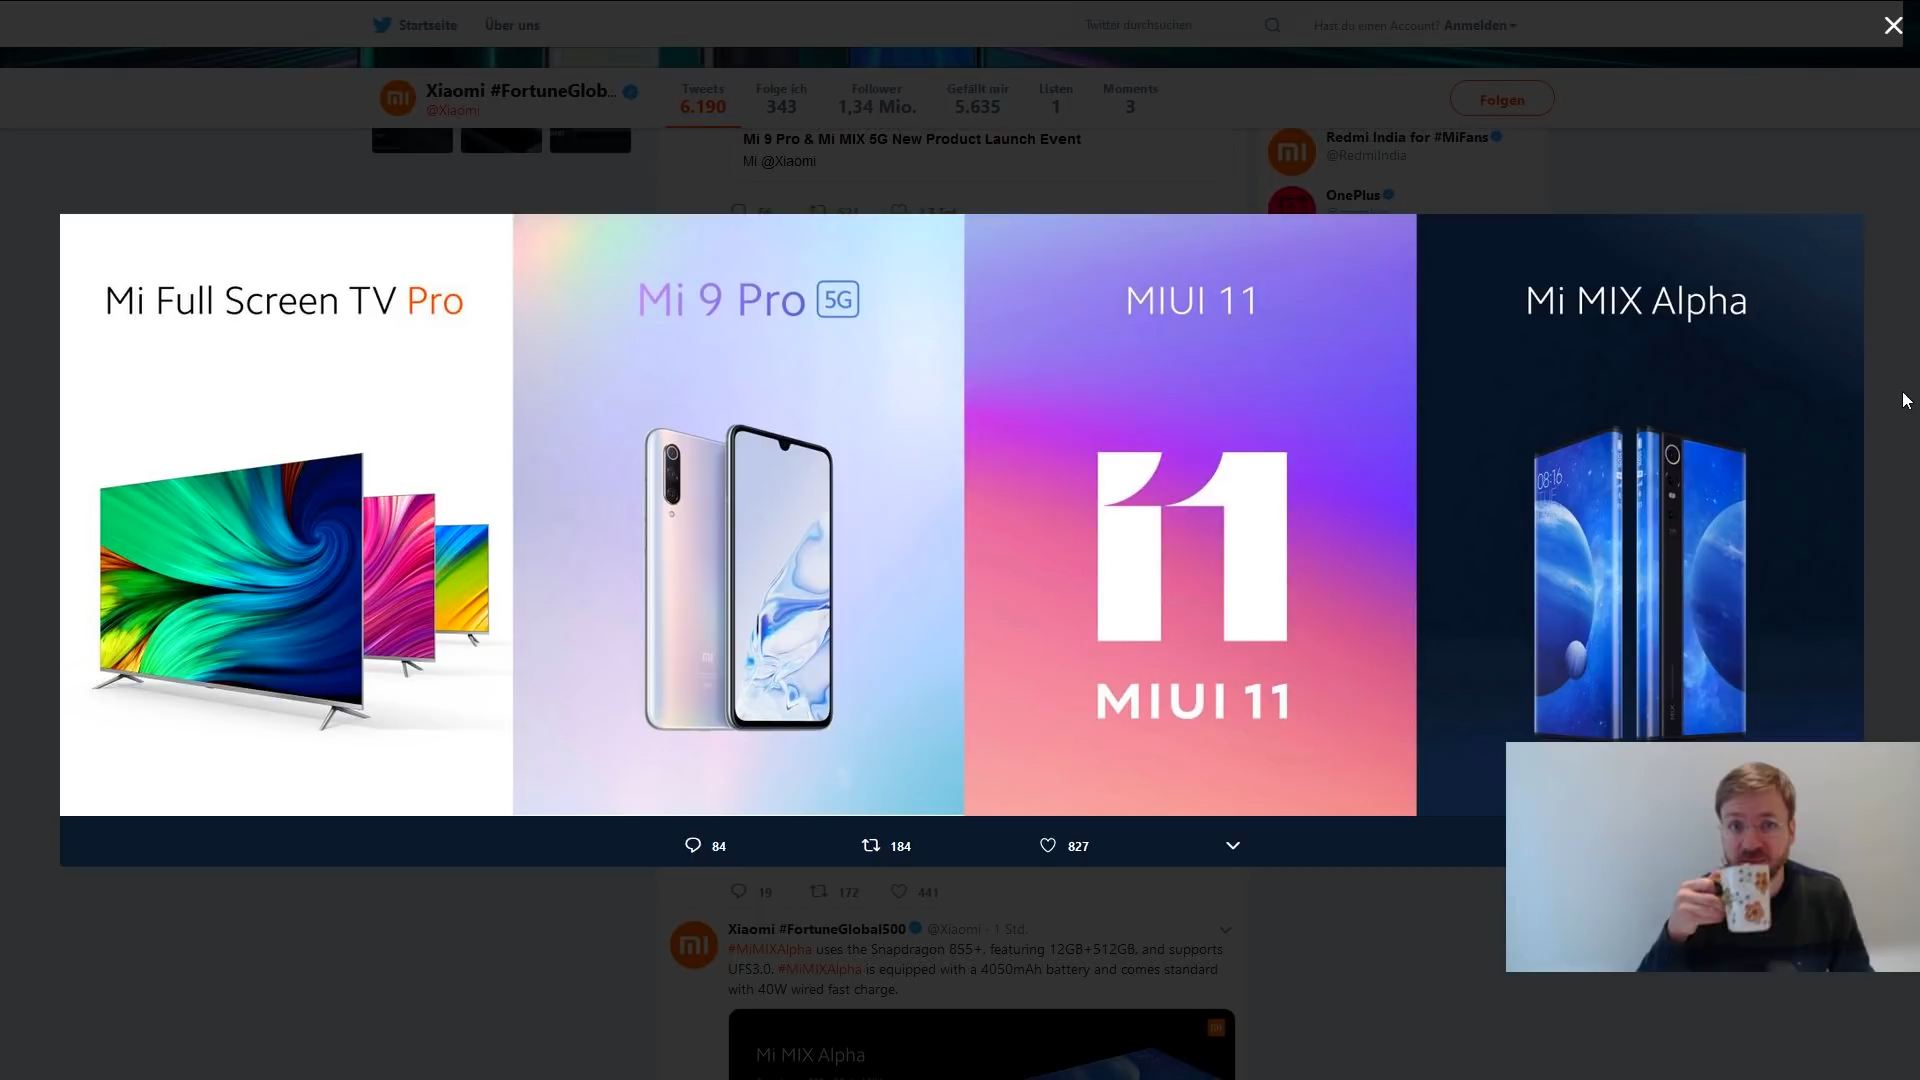 Startseite
Über uns
Twitter durchsuchen
Hast du einen Account? Anmelden
Xiaomi #FortuneGlob...
@Xiaomi
Tweets
6.190
Folge ich
343
Follower
1,34 Mio.
Gefällt mir
5.635
Listen
1
Moments
3
Folgen
Mi 9 Pro & Mi MIX 5G New Product Launch Event
Mi @Xiaomi
Redmi India for #MiFans
@RedmiIndia
OnePlus
Mi Full Screen TV Pro
Mi 9 Pro 5G
MIUI 11
Mi MIX Alpha
08:16
11
MIUI 11
84
184
827
19
172
441
Xiaomi #FortuneGlobal500 @Xiaomi · 1 Std.
#MiMIXAlpha uses the Snapdragon 855+, featuring 12GB+512GB, and supports
UFS3.0. #MiMIXAlpha is equipped with a 4050mAh battery and comes standard
with 40W wired fast charge.
Mi MIX Alpha